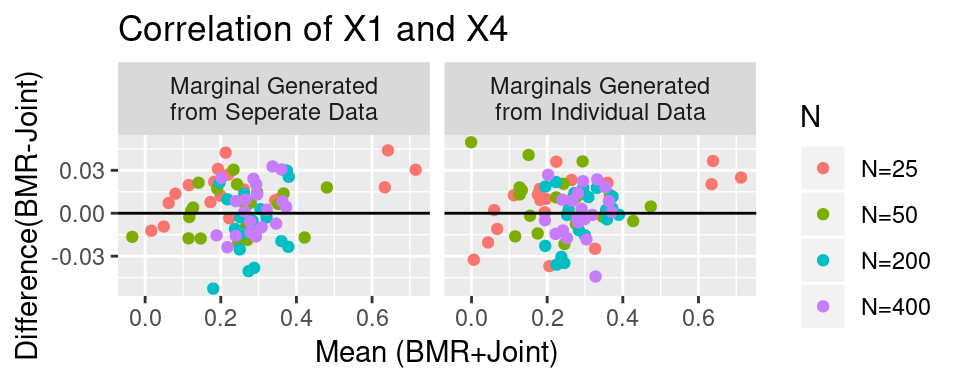 Correlation of X1 and X4
Marginal Generated
from Seperate Data
Marginals Generated
from Individual Data
Difference(BMR-Joint)
0.03
0.00
-0.03
0.0 0.2 0.4 0.6
0.0 0.2 0.4 0.6
Mean (BMR+Joint)
N
N=25
N=50
N=200
N=400